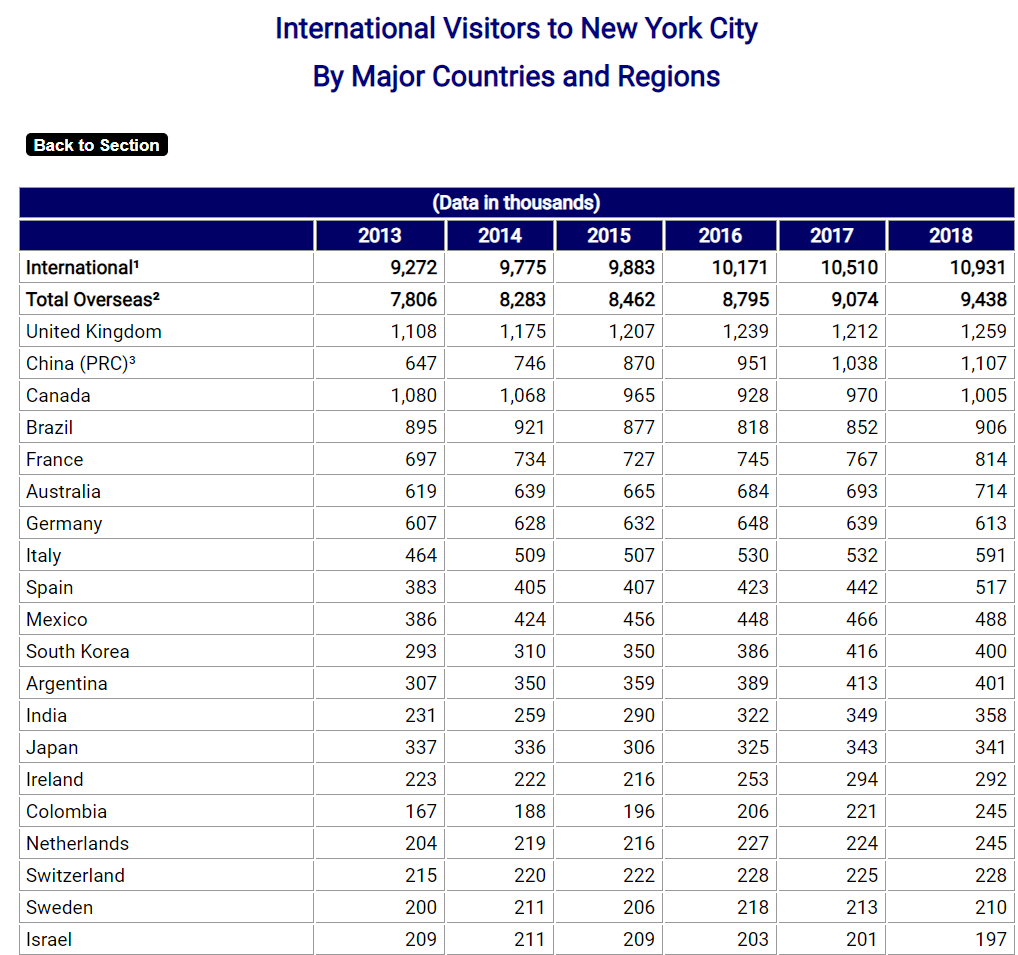 International Visitors to New York City
By Major Countries and Regions
Back to Section
(Data in thousands)
2013 2014 2015 2016 2017 2018
International¹ 9,272 9,775 9,883 10,171 10,510 10,931
Total Overseas² 7,806 8,283 8,462 8,795 9,074 9,438
United Kingdom 1,108 1,175 1,207 1,239 1,212 1,259
China (PRC)³ 647 746 870 951 1,038 1,107
Canada 1,080 1,068 965 928 970 1,005
Brazil 895 921 877 818 852 906
France 697 734 727 745 767 814
Australia 619 639 665 684 693 714
Germany 607 628 632 648 639 613
Italy 464 509 507 530 532 591
Spain 383 405 407 423 442 517
Mexico 386 424 456 448 466 488
South Korea 293 310 350 386 416 400
Argentina 307 350 359 389 413 401
India 231 259 290 322 349 358
Japan 337 336 306 325 343 341
Ireland 223 222 216 253 294 292
Colombia 167 188 196 206 221 245
Netherlands 204 219 216 227 224 245
Switzerland 215 220 222 228 225 228
Sweden 200 211 206 218 213 210
Israel 209 211 209 203 201 197